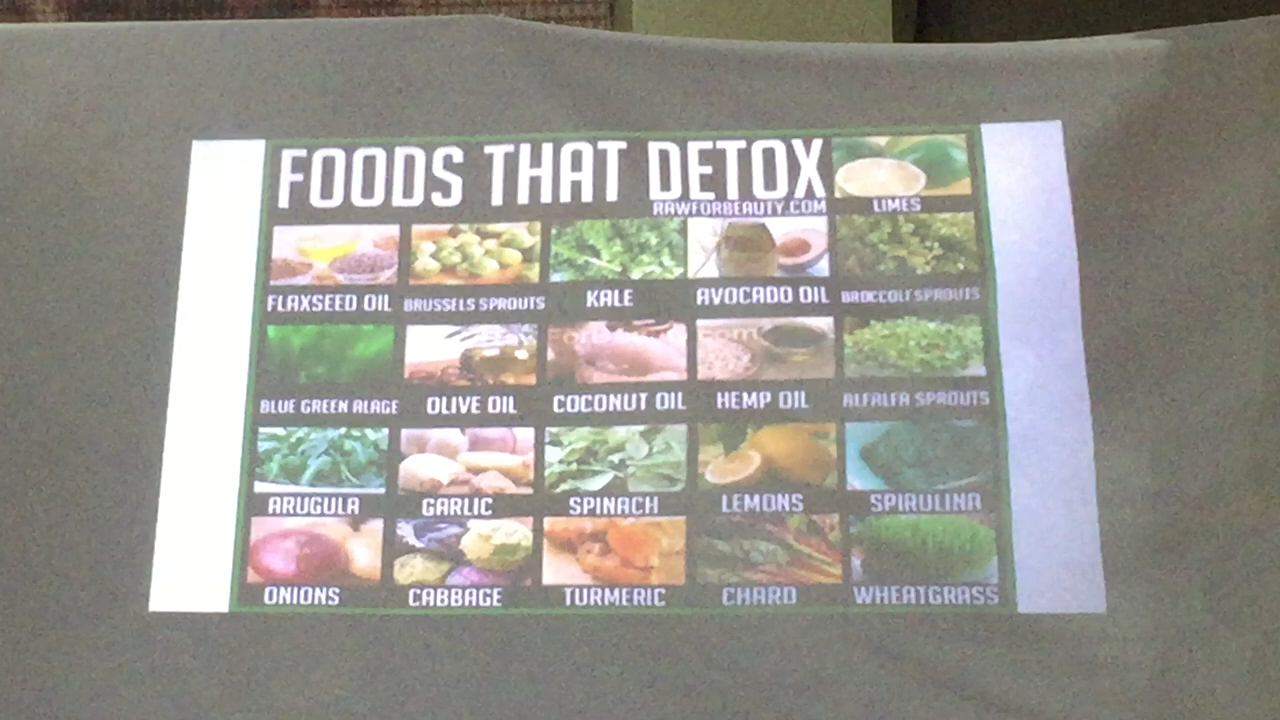 FOODS THAT DETOX
RAWFORBEAUTY.COM
LIMES
FLAXSEED OIL
BRUSSELS SPROUTS
KALE
AVOCADO OIL
BROCCOLI SPROUTS
BLUE GREEN ALAGE
OLIVE OIL
COCONUT OIL
HEMP OIL
ALFALFA SPROUTS
ARUGULA
GARLIC
SPINACH
LEMONS
SPIRULINA
ONIONS
CABBAGE
TURMERIC
CHARD
WHEATGRASS